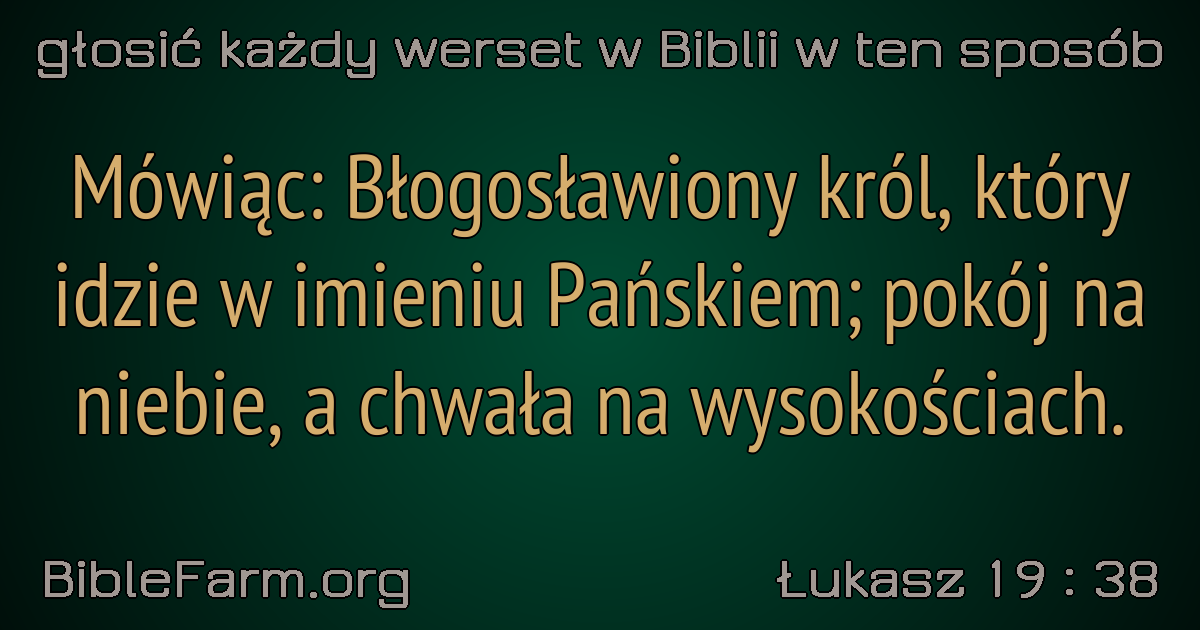 głosić każdy werset w Biblii w ten sposób
Mówiąc: Błogosławiony król, który
idzie w imieniu Pańskiem; pokój na
niebie, a chwała na wysokościach.
BibleFarm.org
Łukasz 19 : 38